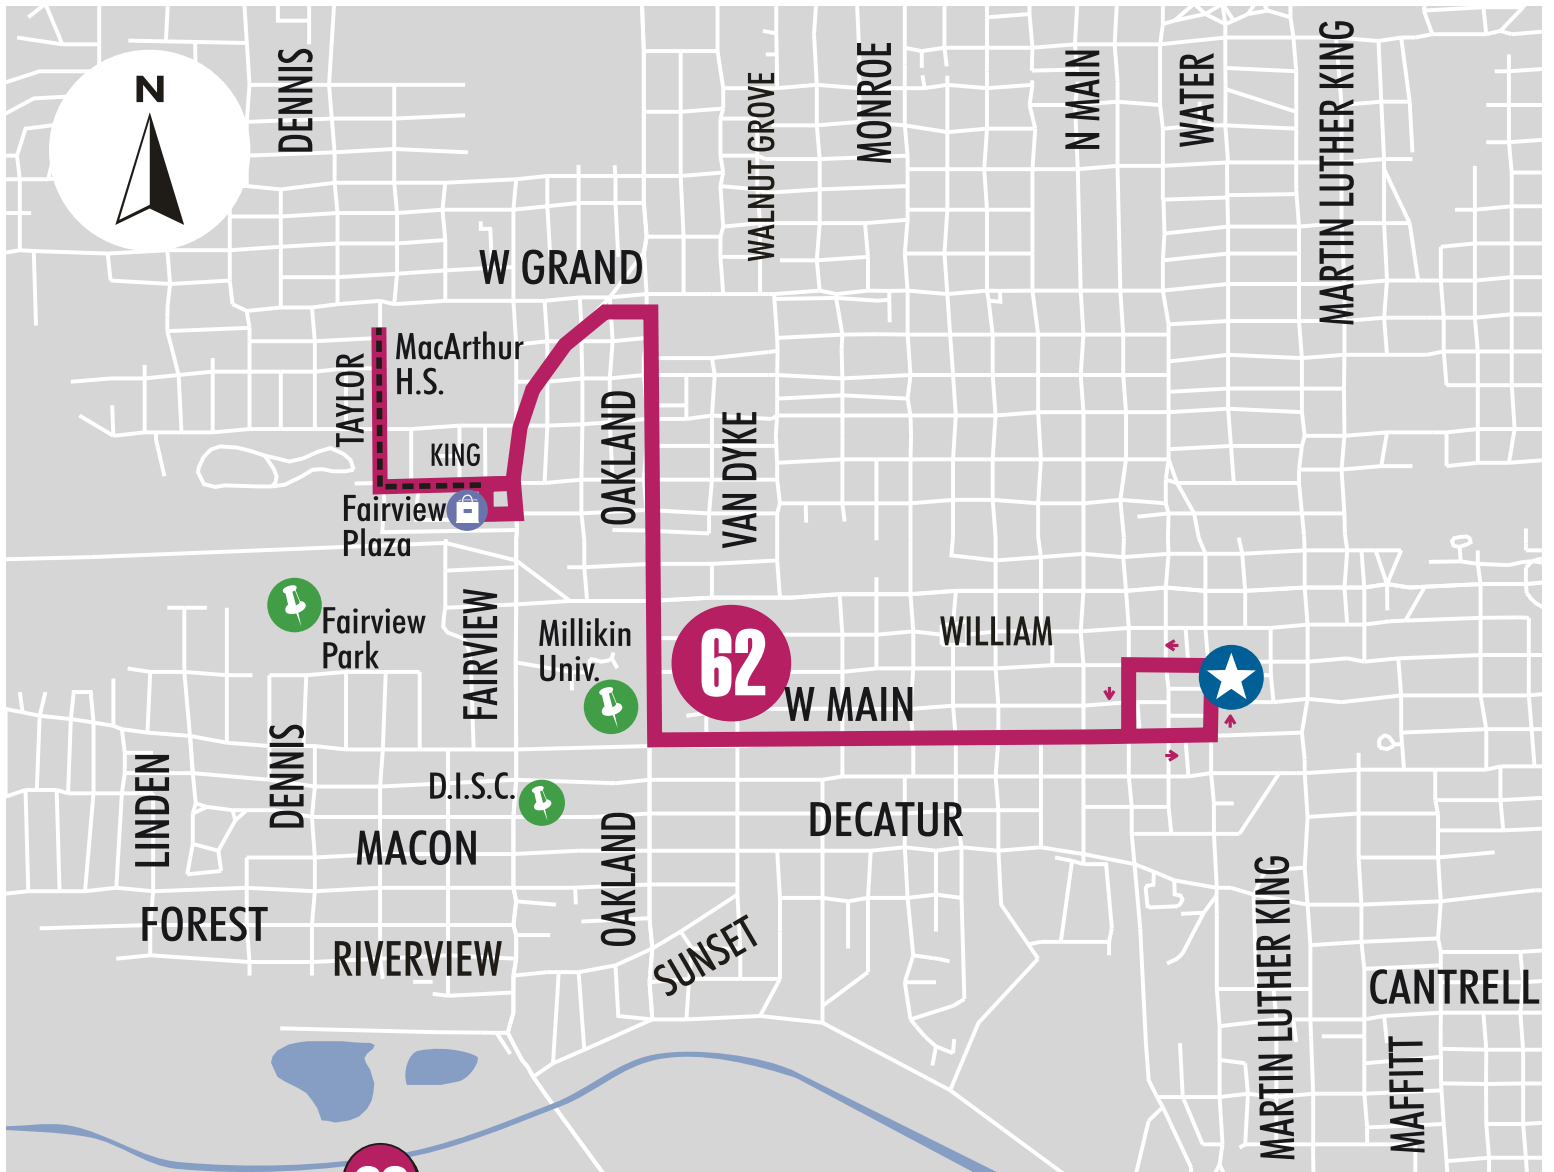 N
DENNIS
WALNUT GROVE
MONROE
N MAIN
WATER
MARTIN LUTHER KING
W GRAND
TAYLOR
MacArthur
H.S.
KING
OAKLAND
VAN DYKE
Fairview
Plaza
Fairview
Park
FAIRVIEW
Millikin
Univ.
62
WILLIAM
W MAIN
LINDEN
DENNIS
D.I.S.C.
MACON
OAKLAND
DECATUR
FOREST
RIVERVIEW
SUNSET
MARTIN LUTHER KING
CANTRELL
MAFFITT